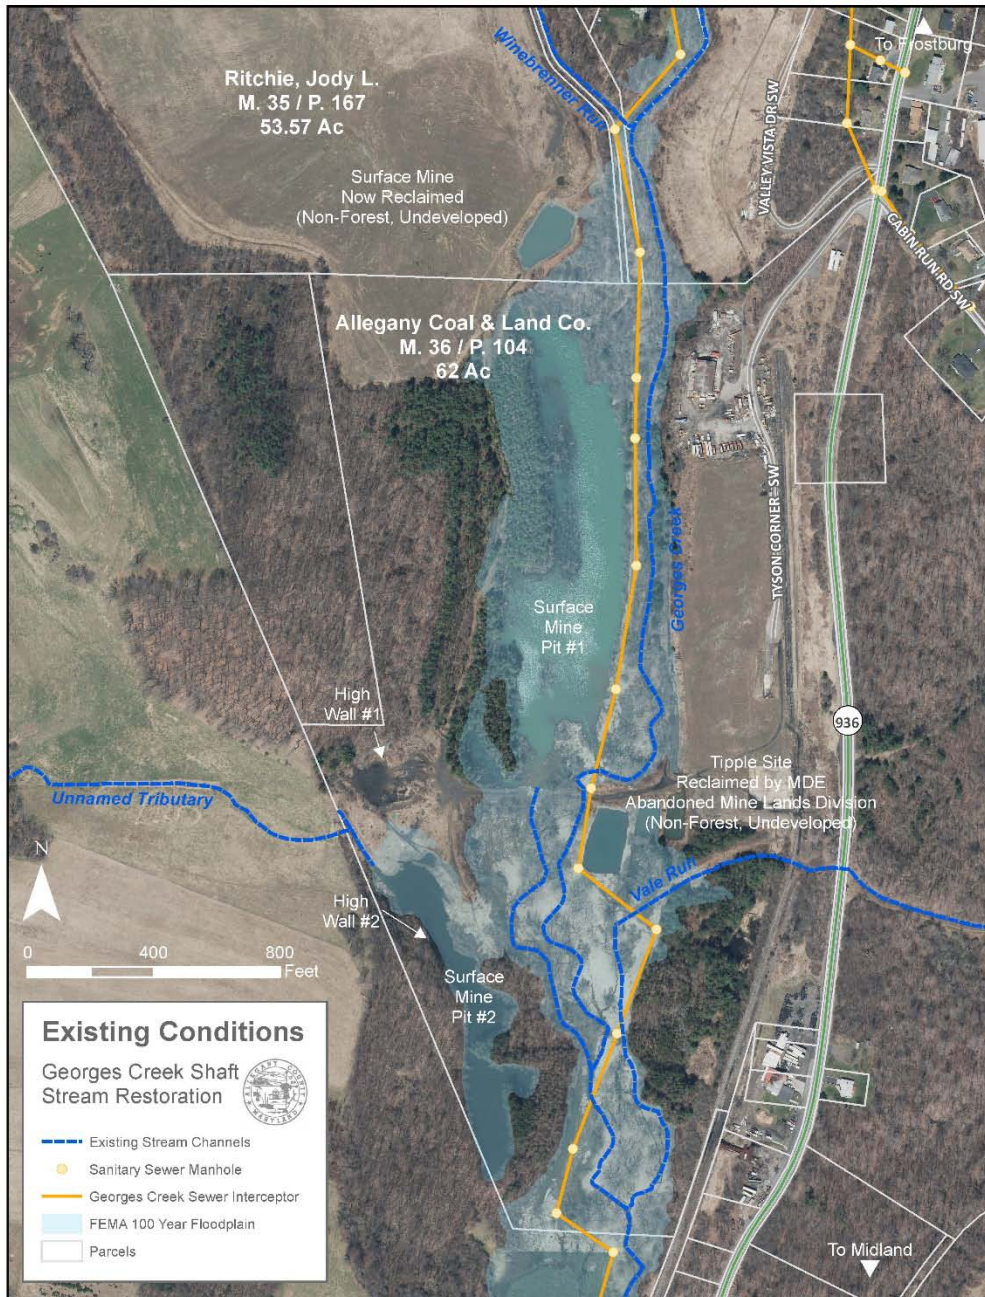 To Frostburg
Winebrenner Run
VALLEY VISTA DR SW
Ritchie, Jody L.
M. 35 / P. 167
53.57 Ac
Surface Mine
Now Reclaimed
(Non-Forest, Undeveloped)
CABIN RUN RD SW
Allegany Coal & Land Co.
M. 36 / P. 104
62 Ac
TYSON CORNER SW
Georges Creek
Surface
Mine
Pit #1
High
Wall #1
936
Tipple Site
Reclaimed by MDE
Abandoned Mine Lands Division
(Non-Forest, Undeveloped)
Unnamed Tributary
Vale Run
N
High
Wall #2
0 400 800
Feet
Surface
Mine
Pit #2
Existing Conditions
Georges Creek Shaft
Stream Restoration
Existing Stream Channels
Sanitary Sewer Manhole
Georges Creek Sewer Interceptor
FEMA 100 Year Floodplain
Parcels
To Midland